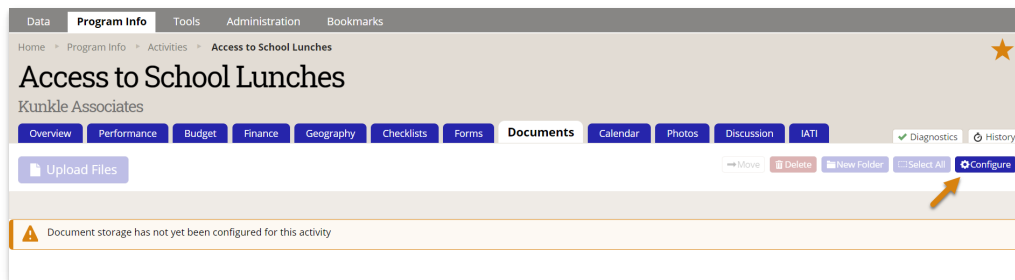 Data Program Info Tools Administration Bookmarks
Home Program Info Activities Access to School Lunches
Access to School Lunches
Kunkle Associates
Overview Performance Budget Finance Geography Checklists Forms Documents Calendar Photos Discussion IATI Diagnostics History
Upload Files Move Delete New Folder Select All Configure
Document storage has not yet been configured for this activity